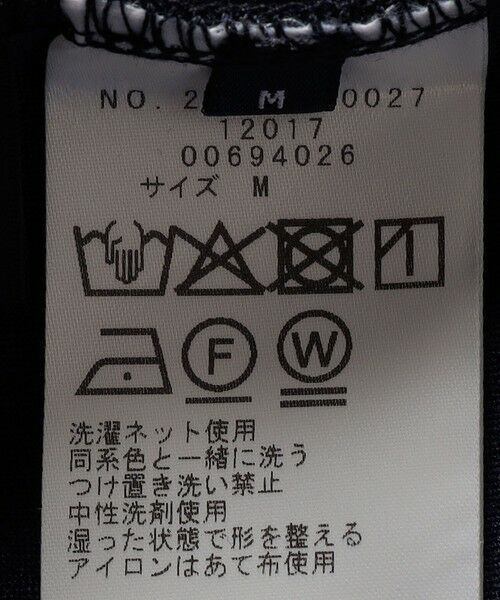 NO. 2 M 0027
12017
00694026
サイズ M
F W
洗濯ネット使用
同系色と一緒に洗う
つけ置き洗い禁止
中性洗剤使用
湿った状態で形を整える
アイロンはあて布使用